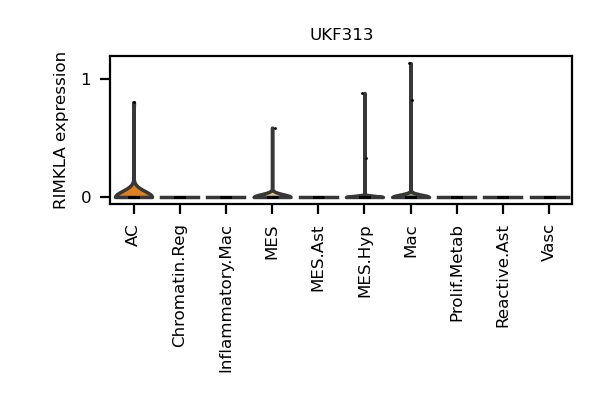 UKF313
RIMKLA expression
1
0
AC
Chromatin.Reg
Inflammatory.Mac
MES
MES.Ast
MES.Hyp
Mac
Prolif.Metab
Reactive.Ast
Vasc